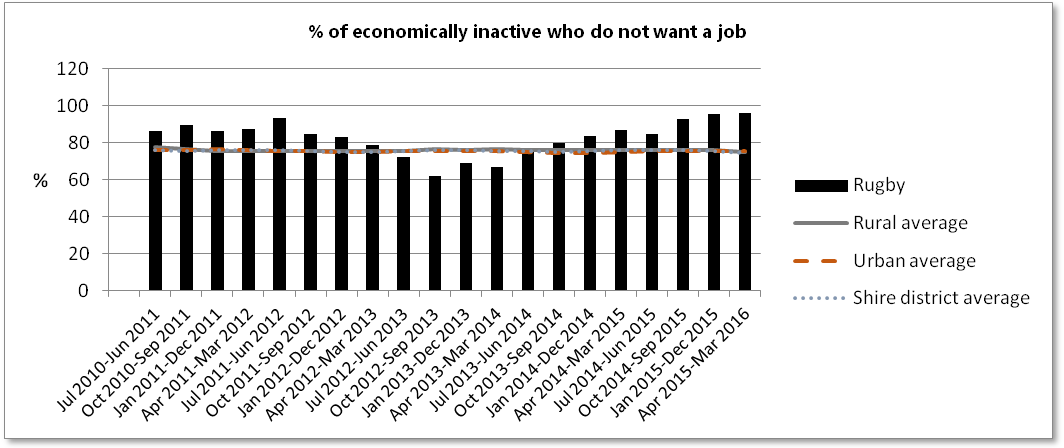 % of economically inactive who do not want a job
120
100
80
60
40
20
0
%
Jul 2010-Jun 2011
Oct 2010-Sep 2011
Jan 2011-Dec 2011
Apr 2011-Mar 2012
Jul 2011-Jun 2012
Oct 2011-Sep 2012
Jan 2012-Dec 2012
Apr 2012-Mar 2013
Jul 2012-Jun 2013
Oct 2012-Sep 2013
Jan 2013-Dec 2013
Apr 2013-Mar 2014
Jul 2013-Jun 2014
Oct 2013-Sep 2014
Jan 2014-Dec 2014
Apr 2014-Mar 2015
Jul 2014-Jun 2015
Oct 2014-Sep 2015
Jan 2015-Dec 2015
Apr 2015-Mar 2016
Rugby
Rural average
Urban average
Shire district average